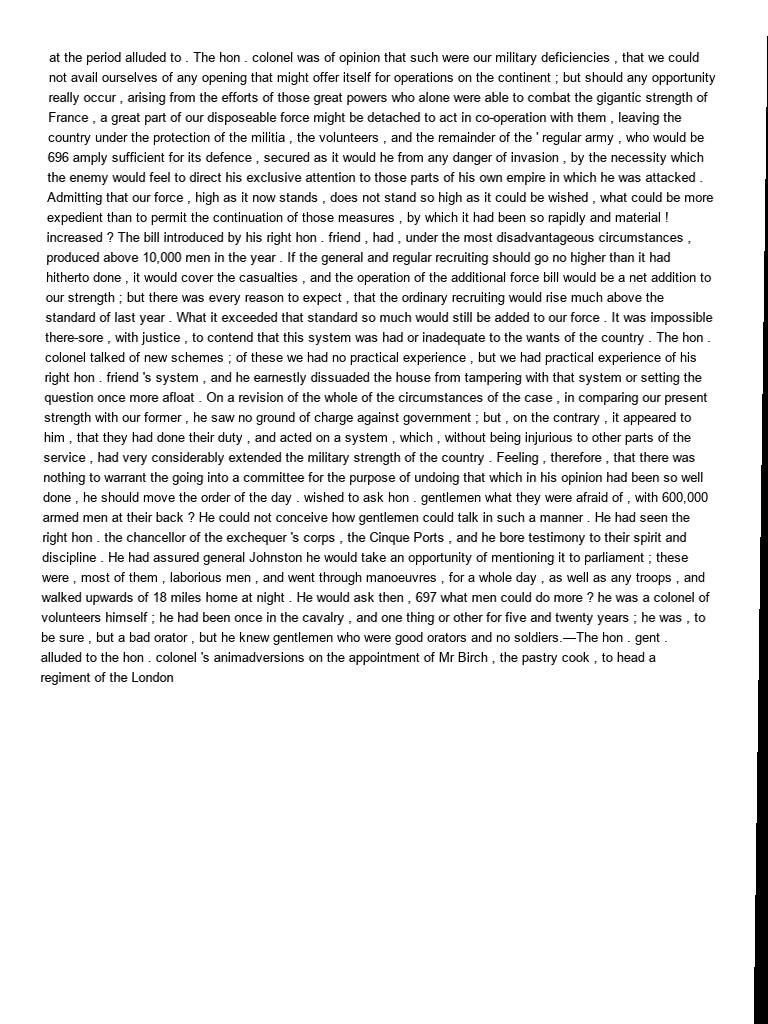 at the period alluded to . The hon . colonel was of opinion that such were our military deficiencies , that we could
not avail ourselves of any opening that might offer itself for operations on the continent ; but should any opportunity
really occur , arising from the efforts of those great powers who alone were able to combat the gigantic strength of
France , a great part of our disposeable force might be detached to act in co-operation with them , leaving the
country under the protection of the militia , the volunteers , and the remainder of the ' regular army , who would be
696 amply sufficient for its defence , secured as it would he from any danger of invasion , by the necessity which
the enemy would feel to direct his exclusive attention to those parts of his own empire in which he was attacked .
Admitting that our force , high as it now stands , does not stand so high as it could be wished , what could be more
expedient than to permit the continuation of those measures , by which it had been so rapidly and material !
increased ? The bill introduced by his right hon . friend , had , under the most disadvantageous circumstances ,
produced above 10,000 men in the year . If the general and regular recruiting should go no higher than it had
hitherto done , it would cover the casualties , and the operation of the additional force bill would be a net addition to
our strength ; but there was every reason to expect , that the ordinary recruiting would rise much above the
standard of last year . What it exceeded that standard so much would still be added to our force . It was impossible
there-sore , with justice , to contend that this system was had or inadequate to the wants of the country . The hon .
colonel talked of new schemes ; of these we had no practical experience , but we had practical experience of his
right hon . friend 's system , and he earnestly dissuaded the house from tampering with that system or setting the
question once more afloat . On a revision of the whole of the circumstances of the case , in comparing our present
strength with our former , he saw no ground of charge against government ; but , on the contrary , it appeared to
him , that they had done their duty , and acted on a system , which , without being injurious to other parts of the
service , had very considerably extended the military strength of the country . Feeling , therefore , that there was
nothing to warrant the going into a committee for the purpose of undoing that which in his opinion had been so well
done , he should move the order of the day . wished to ask hon . gentlemen what they were afraid of , with 600,000
armed men at their back ? He could not conceive how gentlemen could talk in such a manner . He had seen the
right hon . the chancellor of the exchequer 's corps , the Cinque Ports , and he bore testimony to their spirit and
discipline . He had assured general Johnston he would take an opportunity of mentioning it to parliament ; these
were , most of them , laborious men , and went through manoeuvres , for a whole day , as well as any troops , and
walked upwards of 18 miles home at night . He would ask then , 697 what men could do more ? he was a colonel of
volunteers himself ; he had been once in the cavalry , and one thing or other for five and twenty years ; he was , to
be sure , but a bad orator , but he knew gentlemen who were good orators and no soldiers.—The hon . gent .
alluded to the hon . colonel 's animadversions on the appointment of Mr Birch , the pastry cook , to head a
regiment of the London